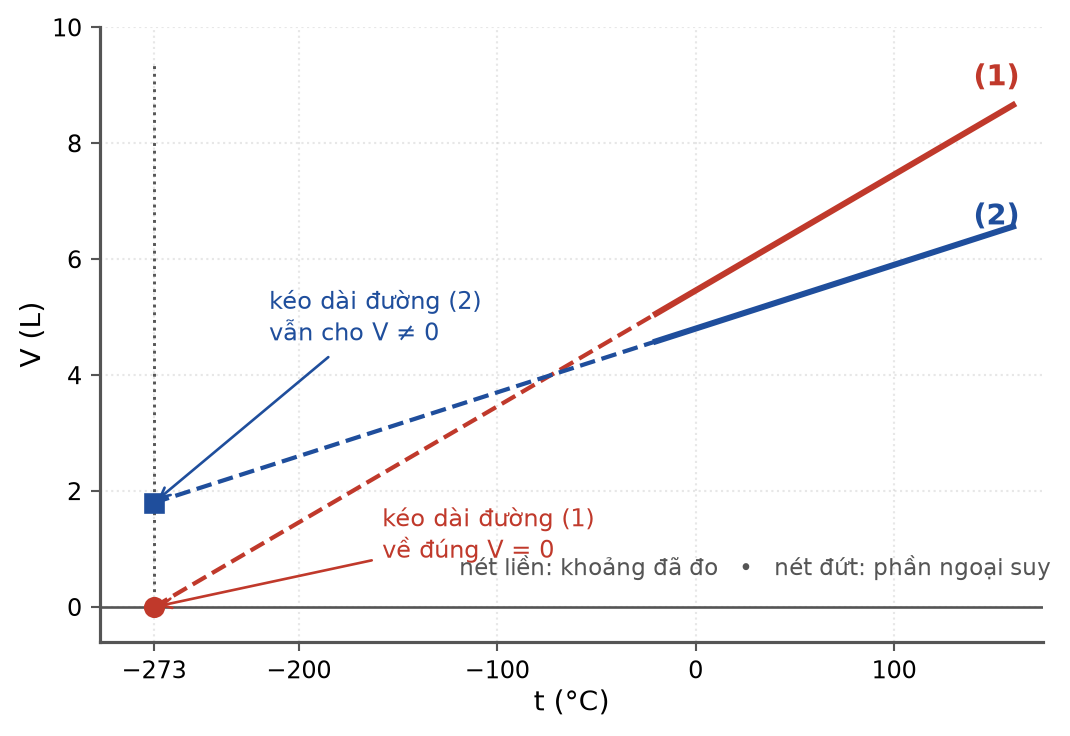 10
(1)
8
(2)
6
kéo dài đường (2)
vẫn cho V ≠ 0
V (L)
4
2
kéo dài đường (1)
về đúng V = 0
nét liền: khoảng đã đo • nét đứt: phần ngoại suy
0
−273 −200 −100 0 100
t (°C)